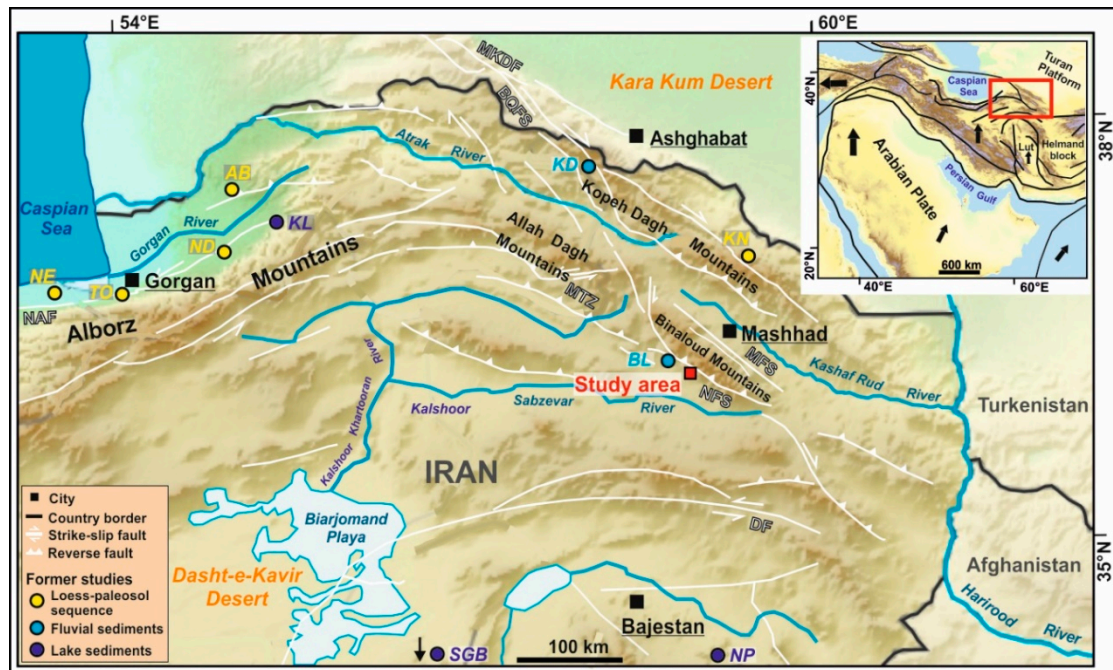 54°E
60°E
MKDF
Kara Kum Desert
BQFS
Ashghabat
38°N
Atrak River
AB
KD
Kopeh Dagh
Mountains
Caspian
Sea
Gorgan River
KL
Allah Dagh
Mountains
KN
ND
NE
TO
Gorgan
Mountains
NAF
Alborz
MTZ
Binaloud Mountains
Mashhad
MFS
BL
Kashaf Rud River
Study area
NFS
Kalshoor Sabzevar River
Kalshoor Khartooran River
Turkenistan
IRAN
Biarjomand
Playa
DF
Dasht-e-Kavir
Desert
35°N
Afghanistan
Harirood River
Bajestan
SGB
100 km
NP
City
Country border
Strike-slip fault
Reverse fault
Former studies
Loess-paleosol
sequence
Fluvial sediments
Lake sediments
40°N
Caspian
Sea
Turan
Platform
Lut
Helmand
block
Arabian Plate
Persian Gulf
20°N
600 km
40°E
60°E